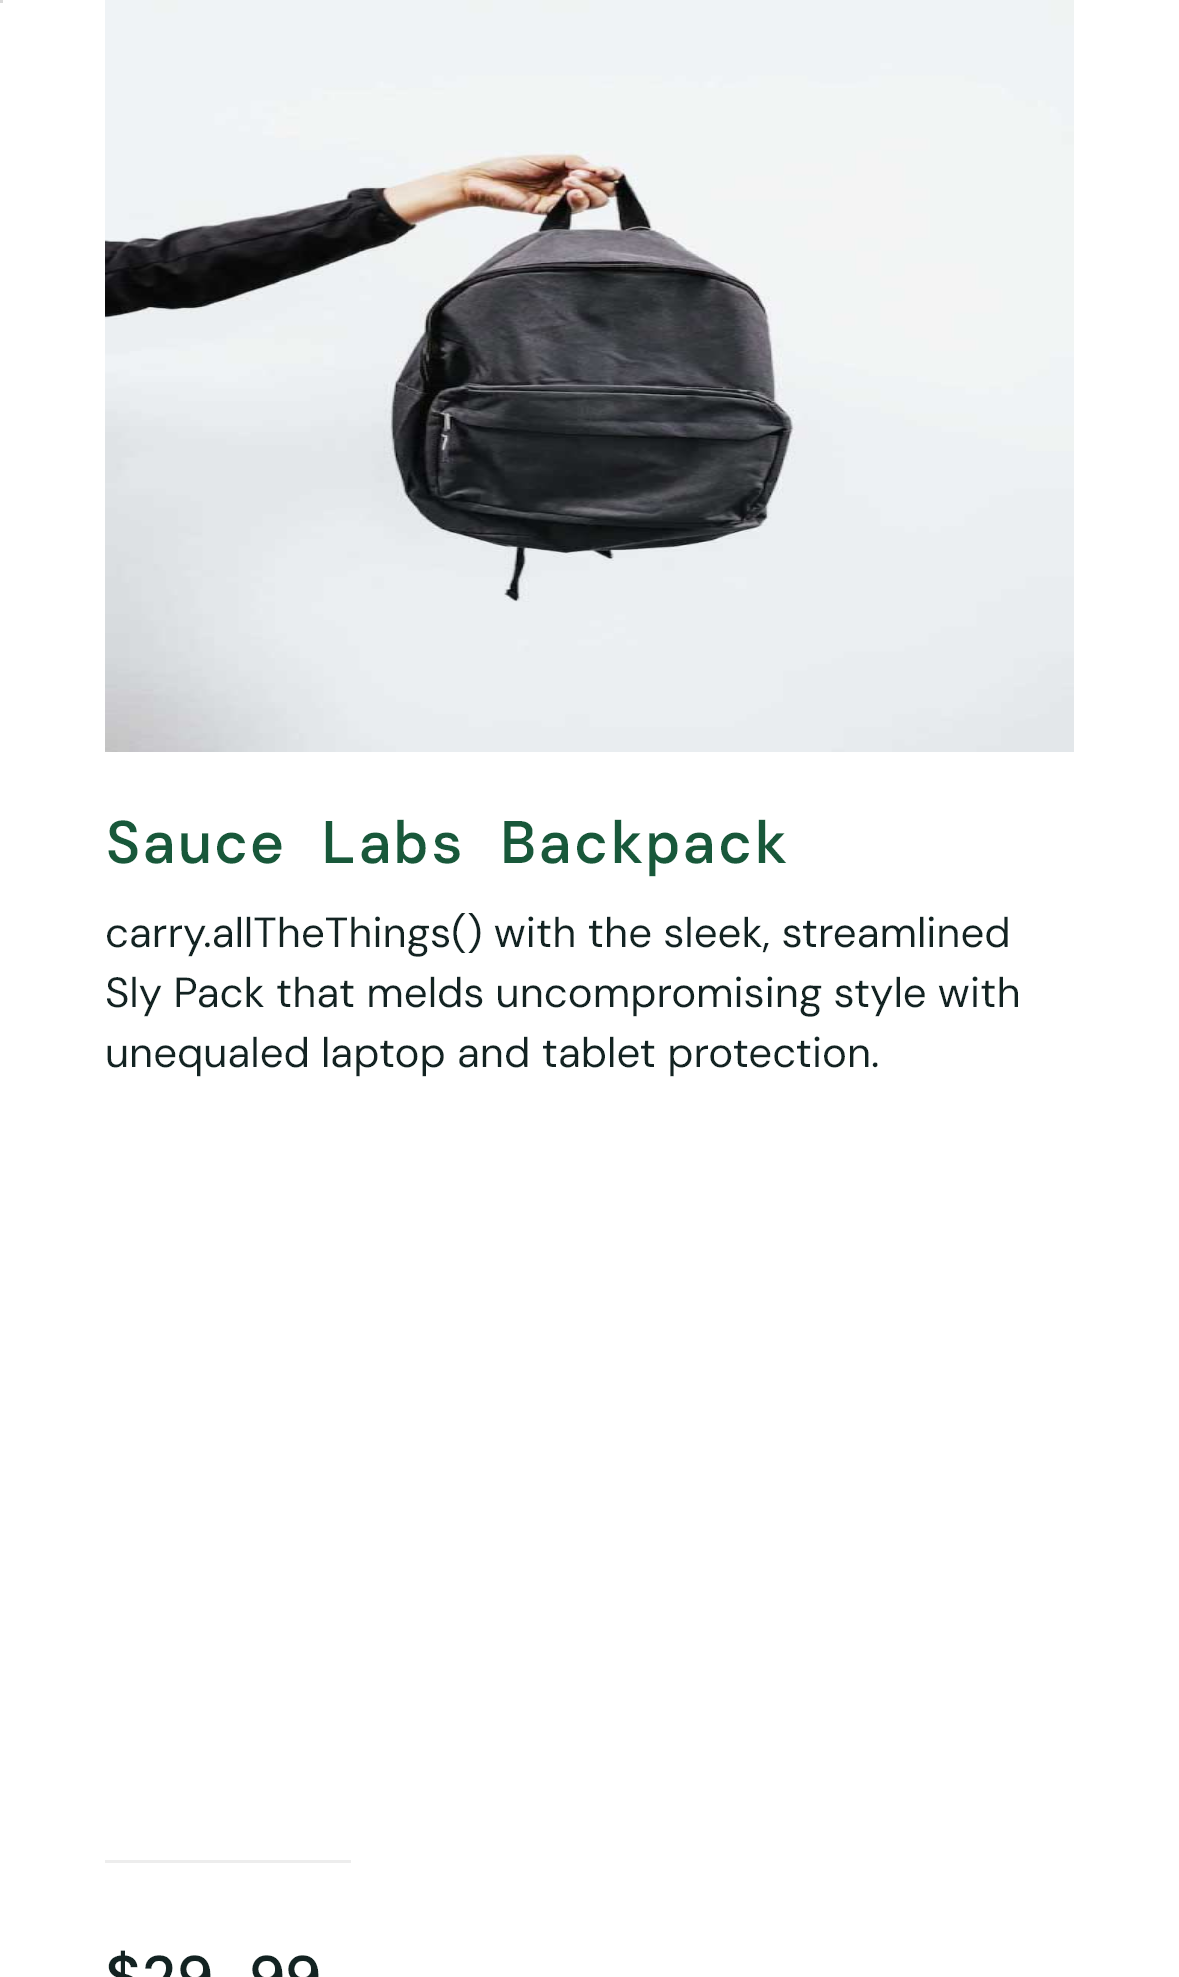 Sauce Labs Backpack
carry.allTheThings() with the sleek, streamlined
Sly Pack that melds uncompromising style with
unequaled laptop and tablet protection.
$29.99